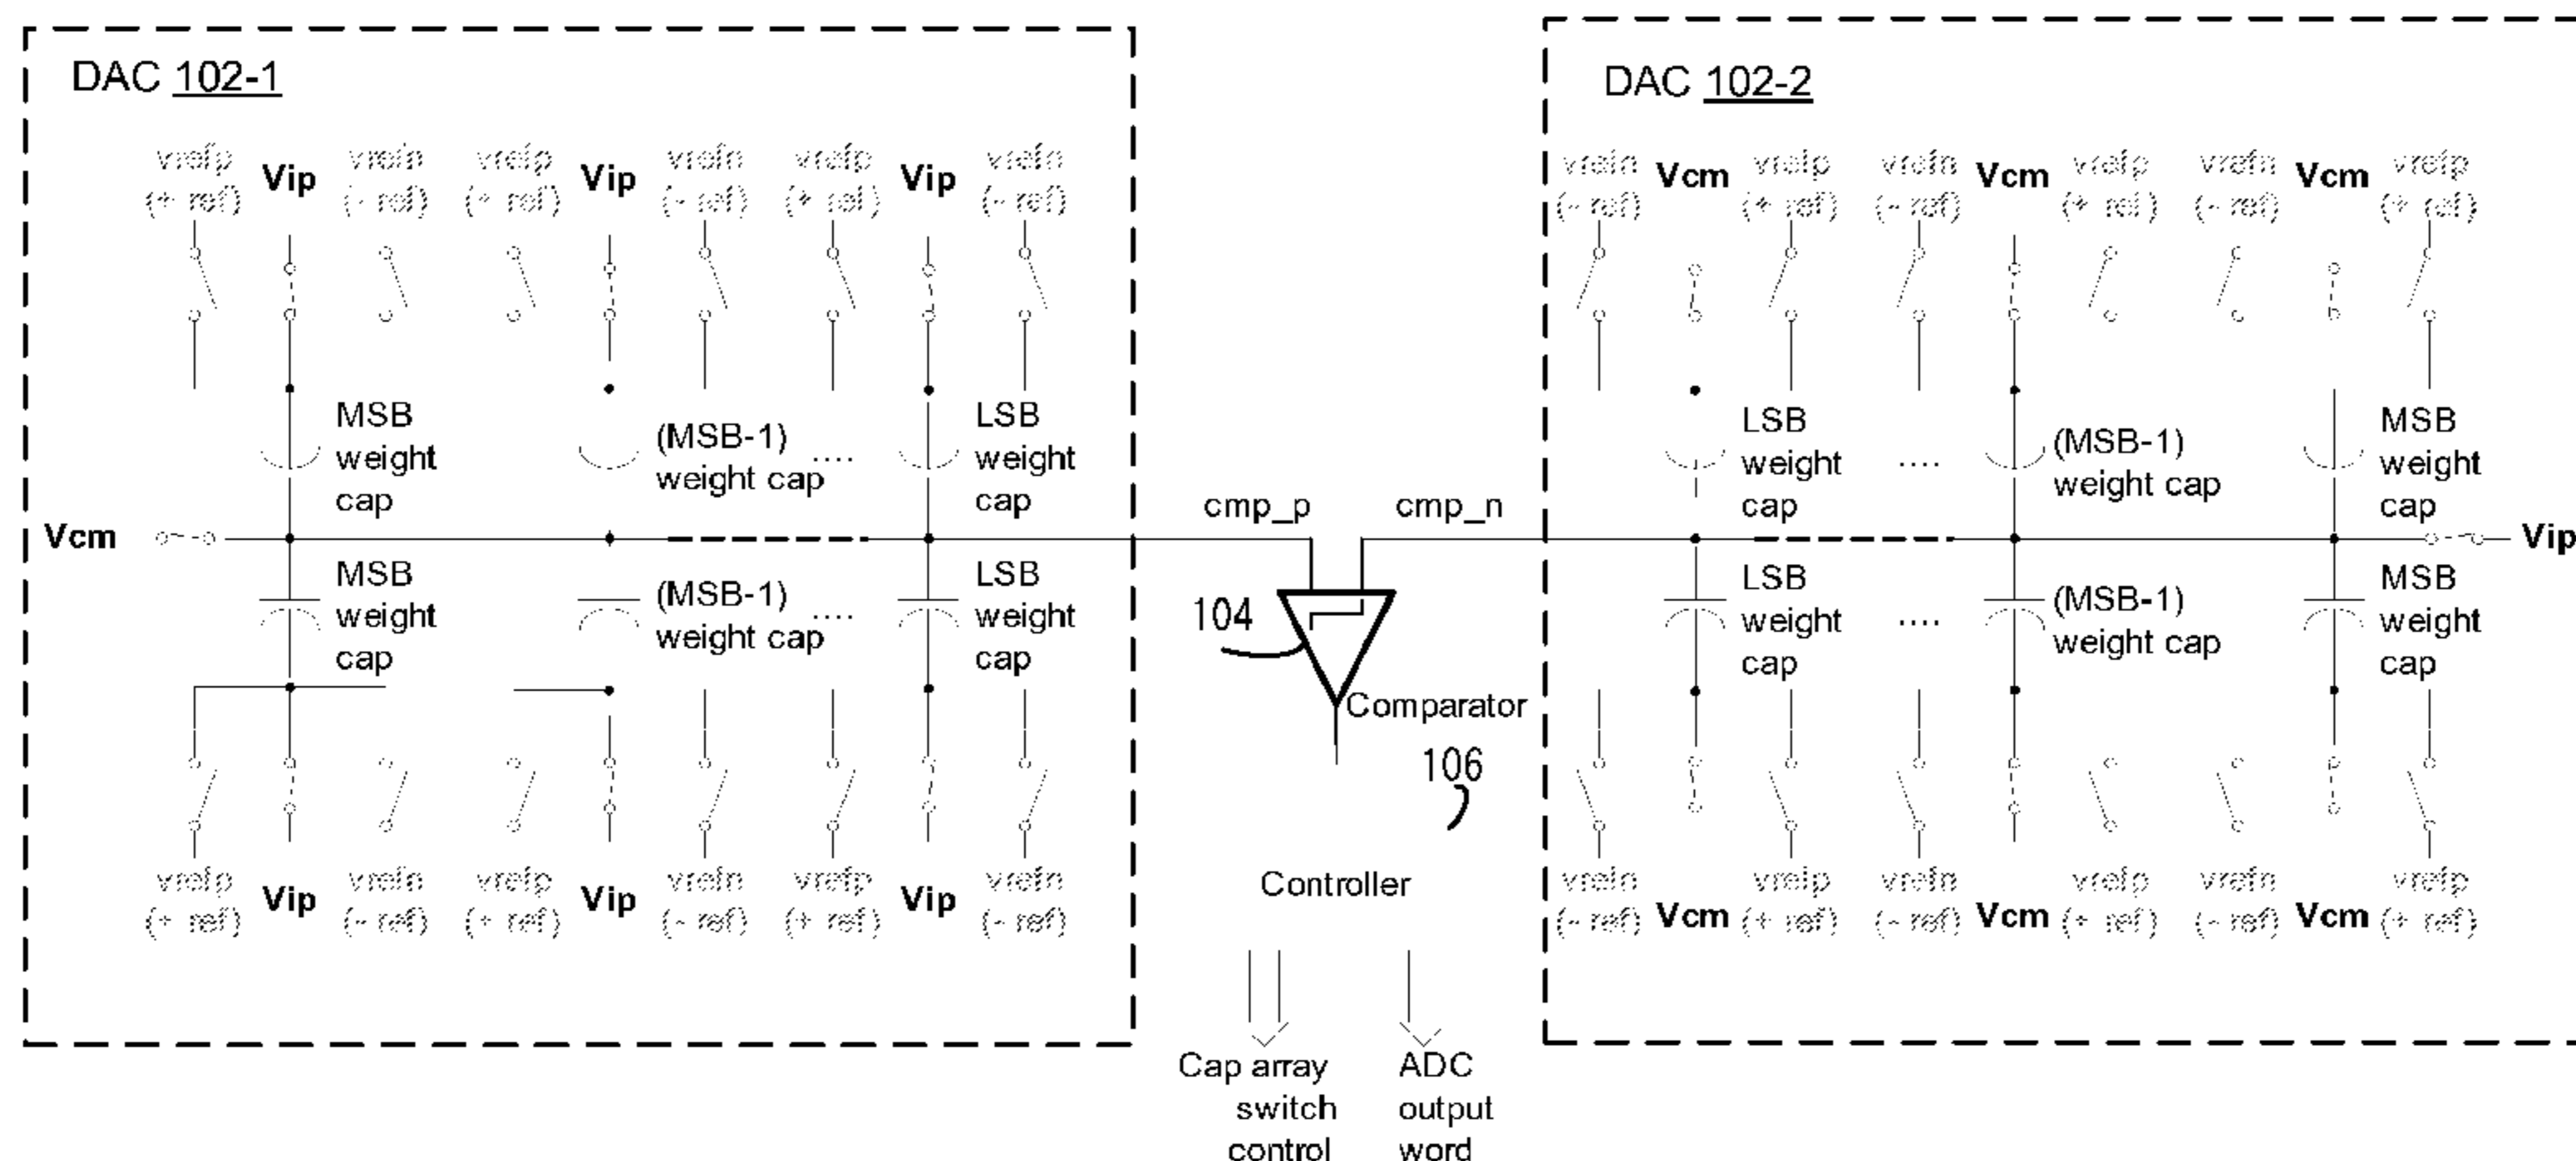 DAC 102-1
vrefp Vip vrefn vrefp Vip vrefn vrefp Vip vrefn
(+ ref) (- ref) (+ ref) (- ref) (+ ref) (- ref)
MSB weight cap
(MSB-1) weight cap ....
LSB weight cap
Vcm
MSB weight cap
(MSB-1) weight cap ....
LSB weight cap
vrefp Vip vrefn vrefp Vip vrefn vrefp Vip vrefn
(+ ref) (- ref) (+ ref) (- ref) (+ ref) (- ref)
cmp_p cmp_n
104
Comparator
106
Controller
Cap array switch control
ADC output word
DAC 102-2
vrefn Vcm vrefp vrefn Vcm vrefp vrefn Vcm vrefp
(- ref) (+ ref) (- ref) (+ ref) (- ref) (+ ref)
LSB weight cap
.... (MSB-1) weight cap
MSB weight cap
Vip
LSB weight cap
.... (MSB-1) weight cap
MSB weight cap
vrefn Vcm vrefp vrefn Vcm vrefp vrefn Vcm vrefp
(- ref) (+ ref) (- ref) (+ ref) (- ref) (+ ref)